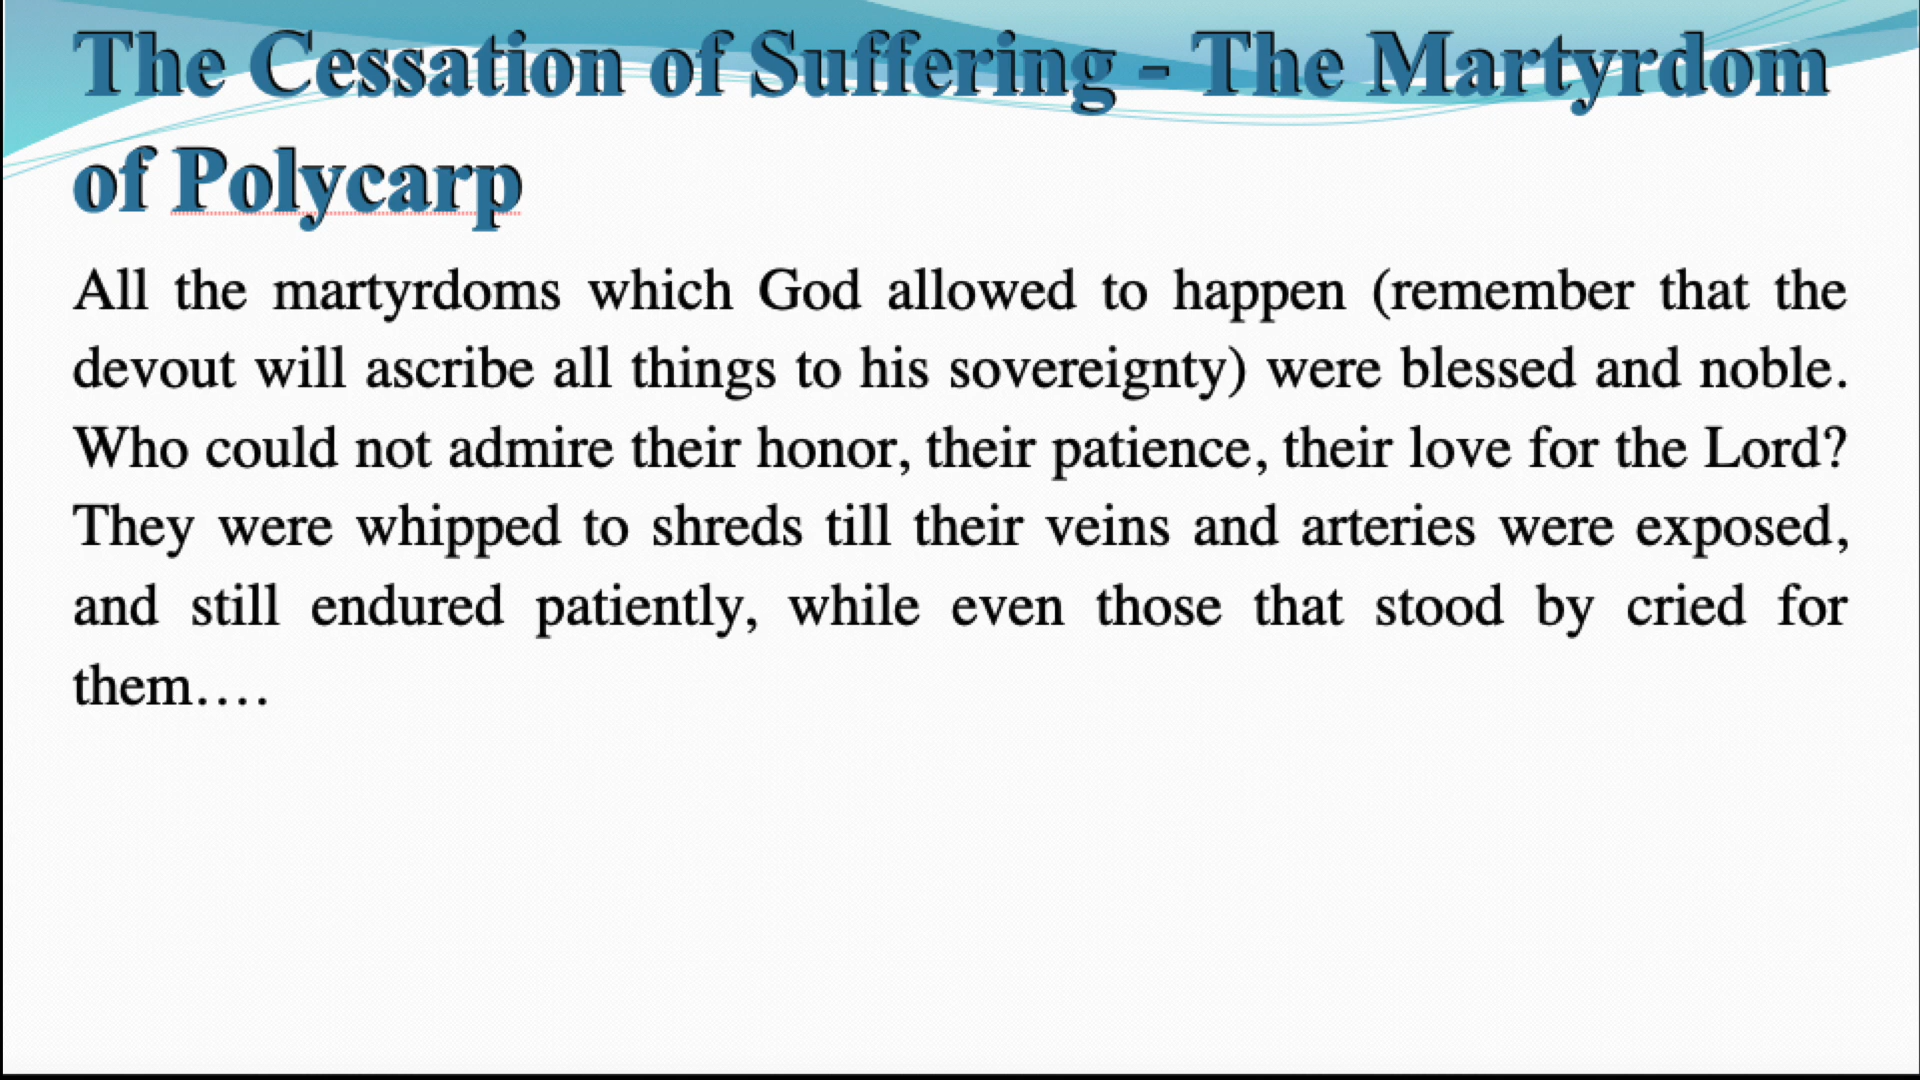 The Cessation of Suffering - The Martyrdom
of Polycarp
All the martyrdoms which God allowed to happen (remember that the
devout will ascribe all things to his sovereignty) were blessed and noble.
Who could not admire their honor, their patience, their love for the Lord?
They were whipped to shreds till their veins and arteries were exposed,
and still endured patiently, while even those that stood by cried for
them….